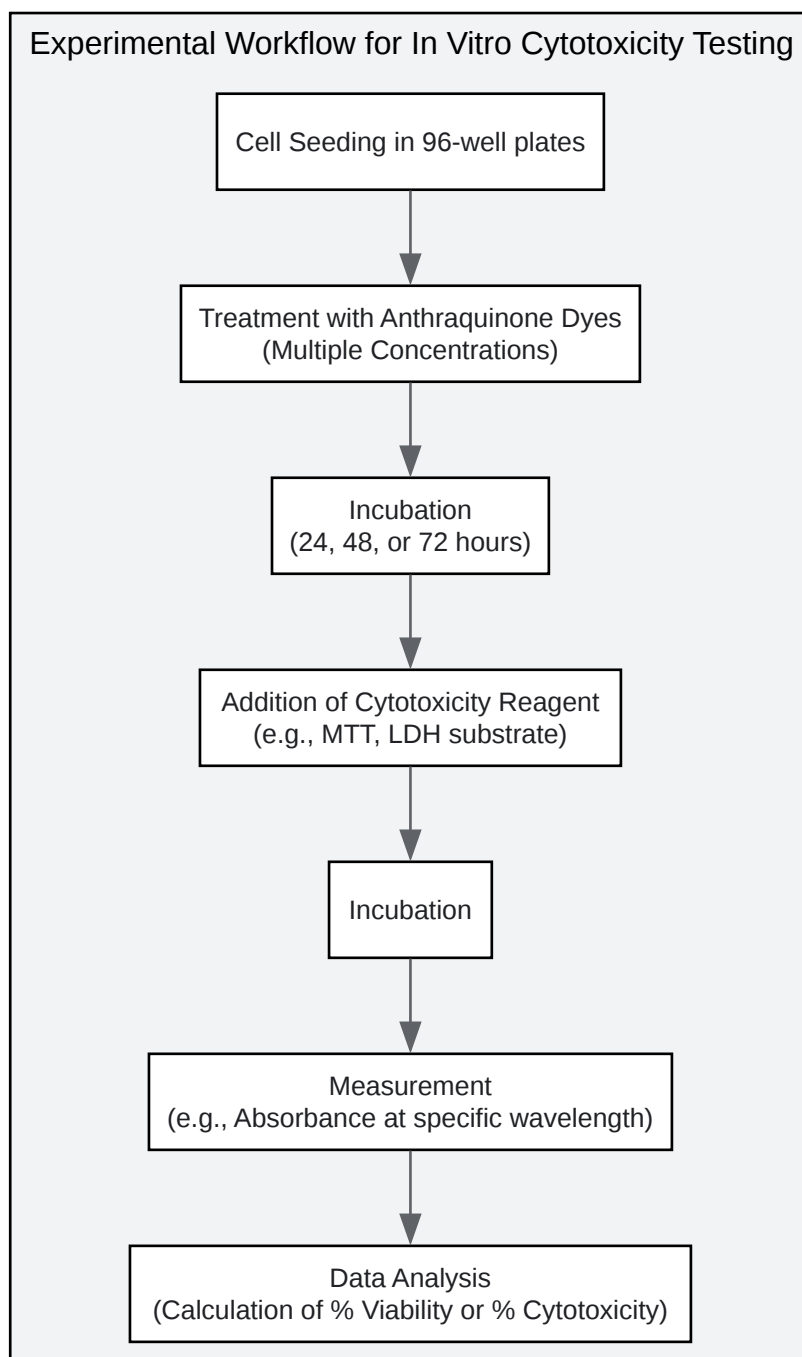 Experimental Workflow for In Vitro Cytotoxicity Testing
Cell Seeding in 96-well plates
Treatment with Anthraquinone Dyes
(Multiple Concentrations)
Incubation
(24, 48, or 72 hours)
Addition of Cytotoxicity Reagent
(e.g., MTT, LDH substrate)
Incubation
Measurement
(e.g., Absorbance at specific wavelength)
Data Analysis
(Calculation of % Viability or % Cytotoxicity)